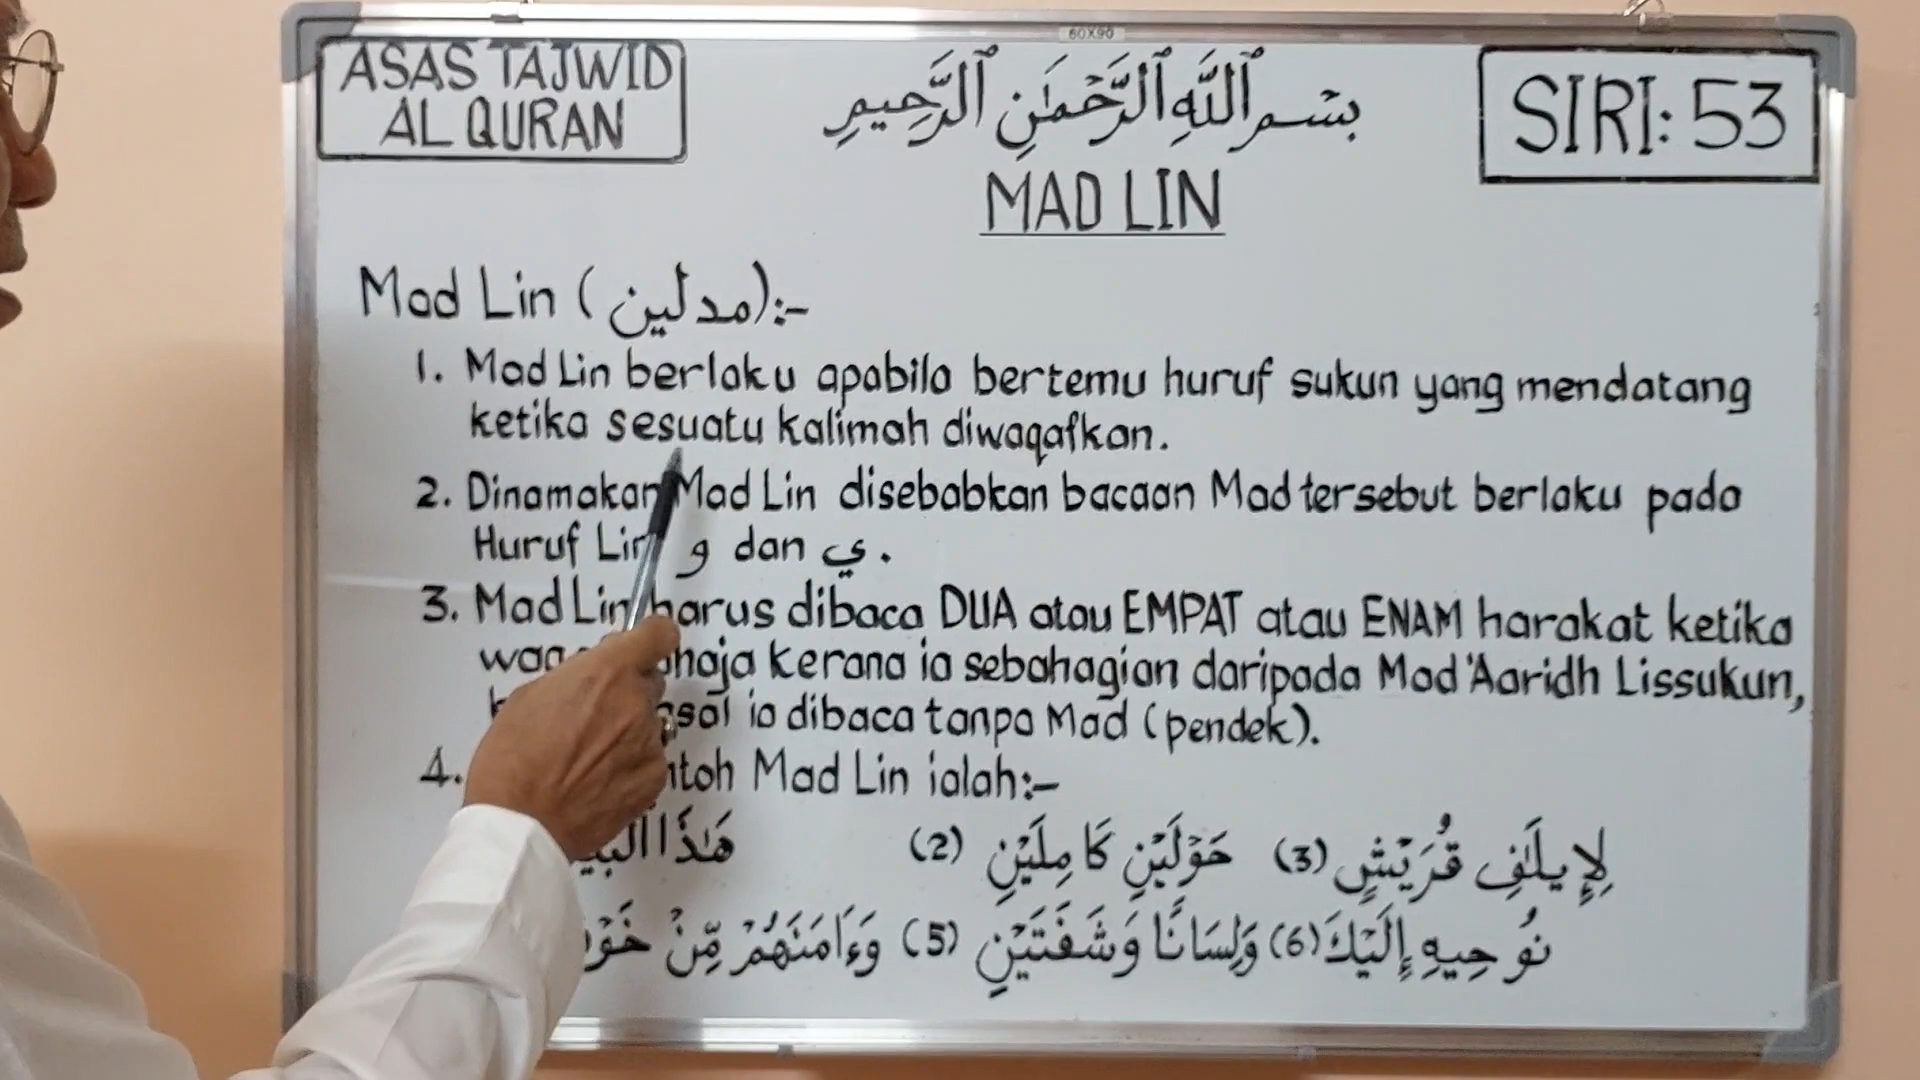 ASAS TAJWID
AL QURAN
60X90
بِسْمِ ٱللَّهِ ٱلرَّحْمَٰنِ ٱلرَّحِيمِ
SIRI: 53
MAD LIN
Mad Lin (مد لين):-
1. Mad Lin berlaku apabila bertemu huruf sukun yang mendatang
ketika sesuatu kalimah diwaqafkan.
2. Dinamakan Mad Lin disebabkan bacaan Mad tersebut berlaku pada
Huruf Lin و dan ي.
3. Mad Lin harus dibaca DUA atau EMPAT atau ENAM harakat ketika
kerana ia sebahagian daripada Mad 'Aaridh Lissukun,
ia dibaca tanpa Mad (pendek).
4. Mad Lin ialah:-
هَٰذَا (2) حَوْلَيْنِ كَامِلَيْنِ (3) لِإِيلَٰفِ قُرَيْشٍ
وَءَامَنَهُمْ مِّنْ (5) وَلِسَانًا وَشَفَتَيْنِ (6) نُوحِيهِ إِلَيْكَ